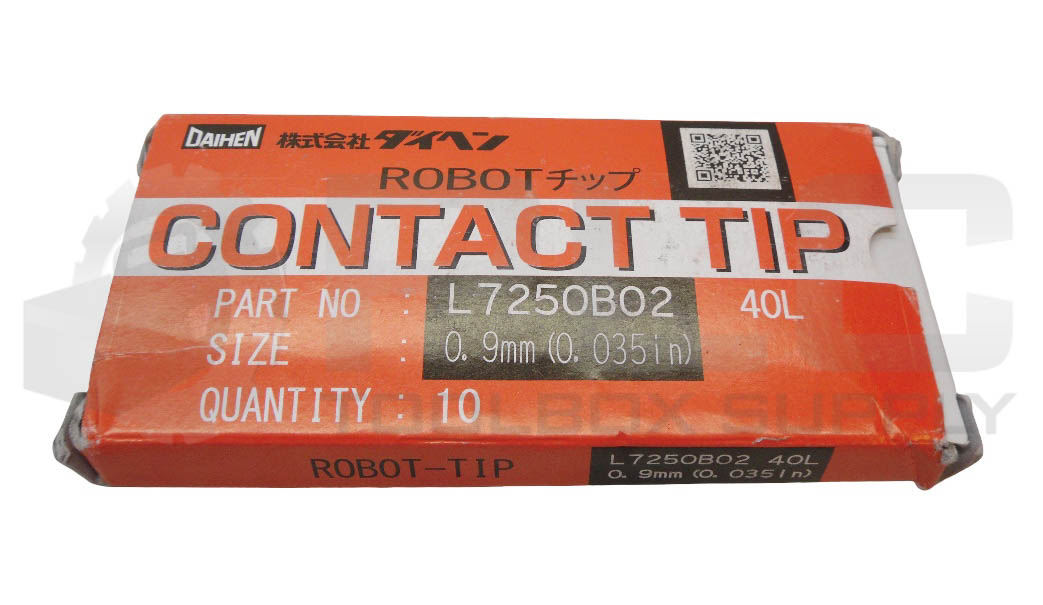 DAIHEN 株式会社ダイヘン
ROBOTチップ
CONTACT TIP
PART NO : L7250B02 40L
SIZE : 0.9mm(0.035in)
QUANTITY : 10
TOOLBOX SUPPLY
ROBOT-TIP L7250B02 40L
0.9mm(0.035in)